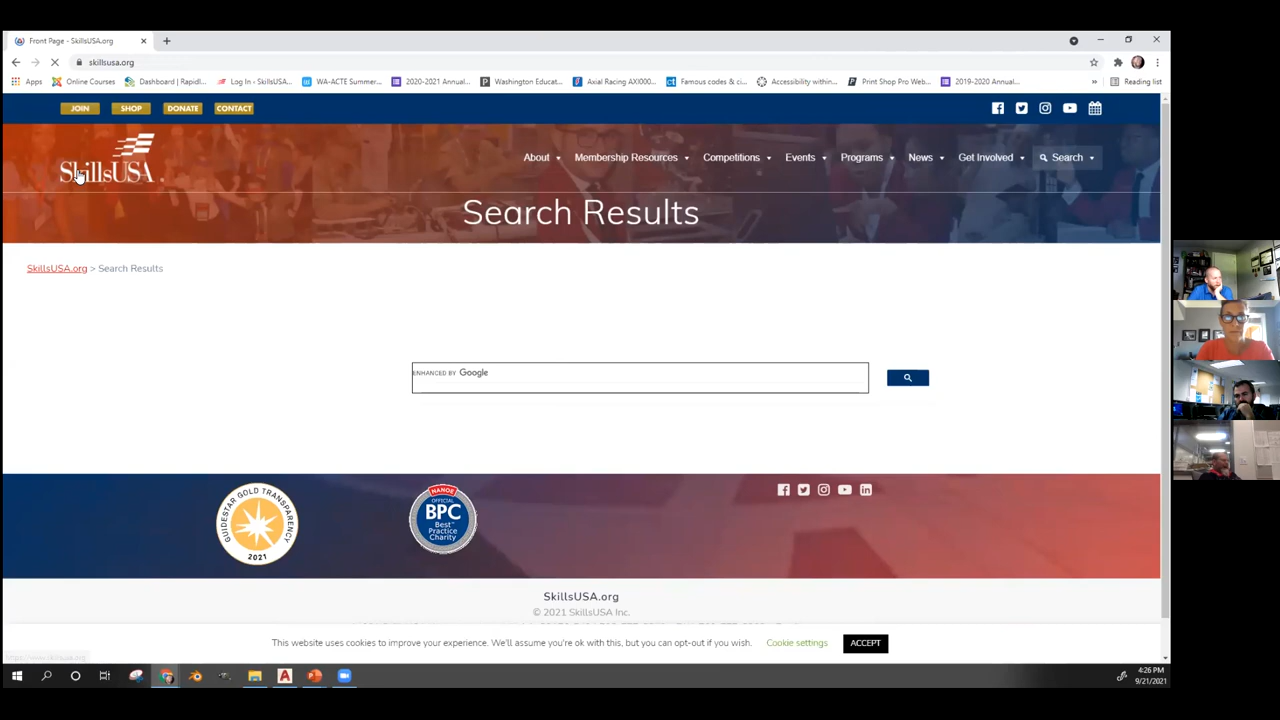 Front Page - SkillsUSA.org
skillsusa.org
Apps Online Courses Dashboard | Rapidl... Log In - SkillsUSA... WA-ACTE Summer... 2020-2021 Annual... Washington Educat... Axial Racing AXI000... Famous codes & ci... Accessibility within... Print Shop Pro Web... 2019-2020 Annual... » Reading list
JOIN SHOP DONATE CONTACT
SkillsUSA
About Membership Resources Competitions Events Programs News Get Involved Search
Search Results
SkillsUSA.org > Search Results
ENHANCED BY Google
GUIDESTAR GOLD TRANSPARENCY
2021
NANOE
OFFICIAL
BPC
Best
Practice
Charity
SkillsUSA.org
© 2021 SkillsUSA Inc.
This website uses cookies to improve your experience. We'll assume you're ok with this, but you can opt-out if you wish. Cookie settings ACCEPT
4:26 PM
9/21/2021